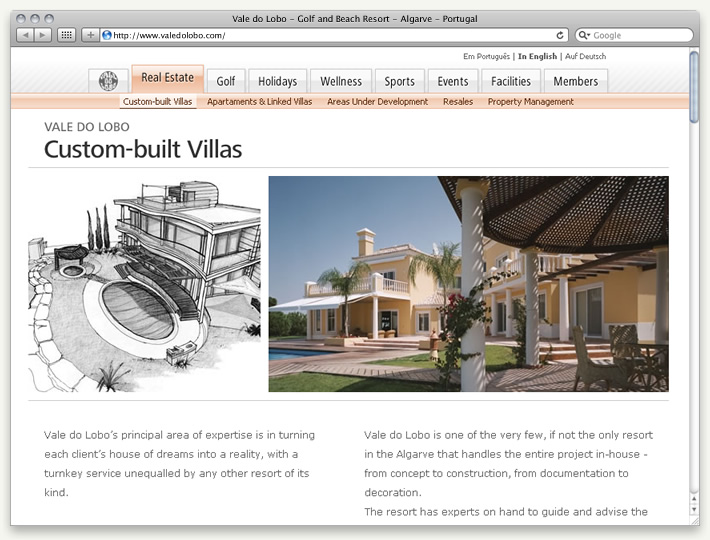 Vale do Lobo – Golf and Beach Resort – Algarve – Portugal
http://www.valedolobo.com/
Google
Em Português | In English | Auf Deutsch
Real Estate Golf Holidays Wellness Sports Events Facilities Members
Custom-built Villas Apartaments & Linked Villas Areas Under Development Resales Property Management
VALE DO LOBO
Custom-built Villas
Vale do Lobo's principal area of expertise is in turning
each client's house of dreams into a reality, with a
turnkey service unequalled by any other resort of its
kind.
Vale do Lobo is one of the very few, if not the only resort
in the Algarve that handles the entire project in-house -
from concept to construction, from documentation to
decoration.
The resort has experts on hand to guide and advise the